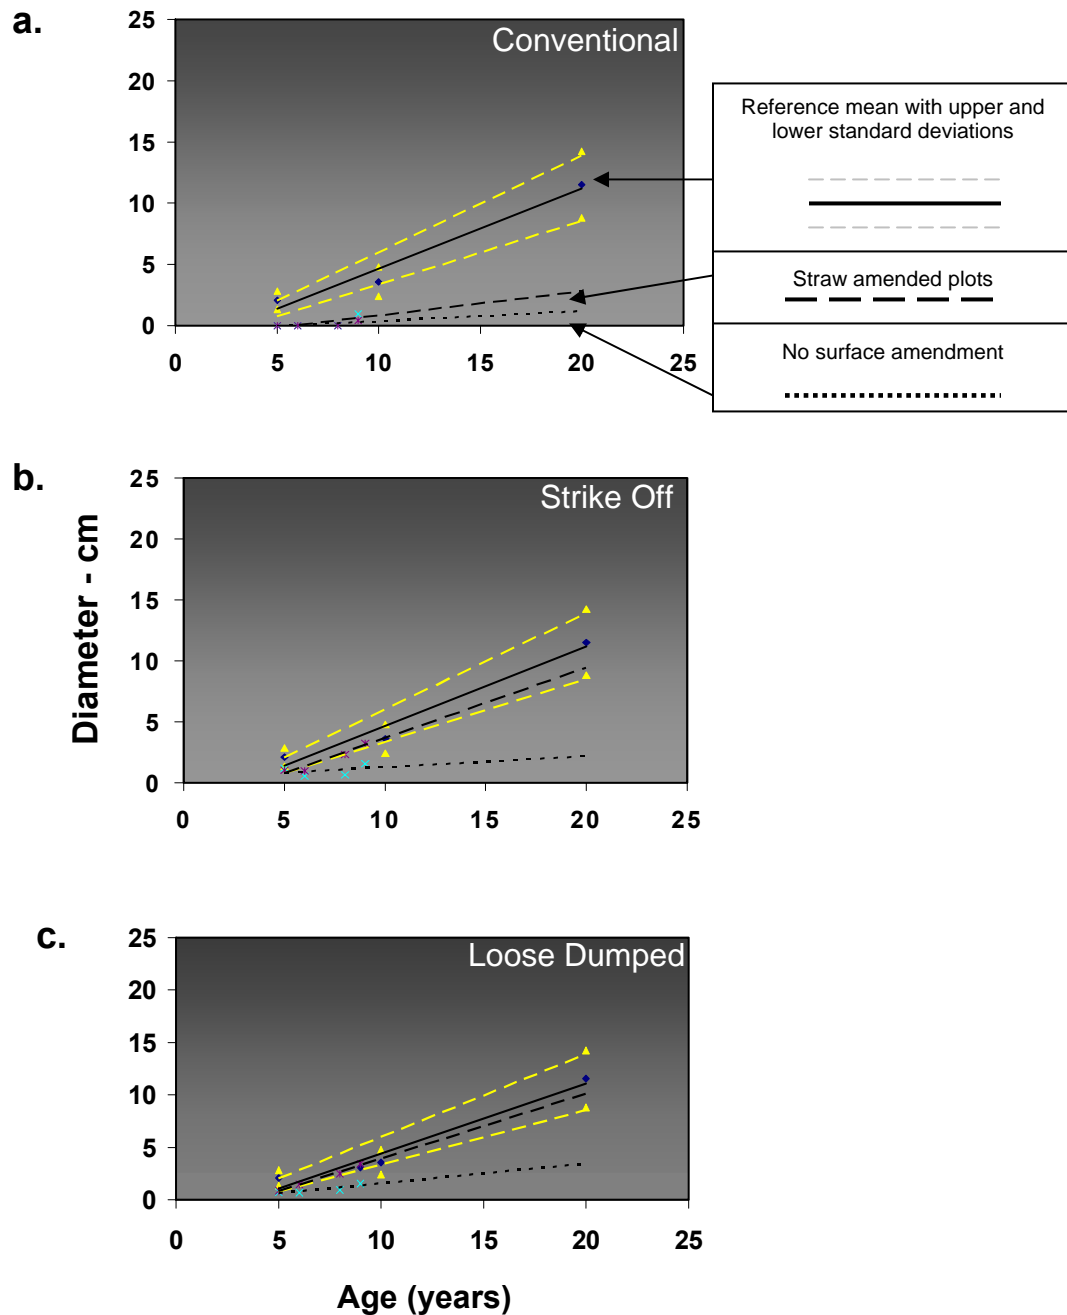 a.
Conventional
25
20
15
10
5
0
0 5 10 15 20 25
Reference mean with upper and
lower standard deviations
Straw amended plots
No surface amendment
b.
Strike Off
Diameter - cm
25
20
15
10
5
0
0 5 10 15 20 25
c.
Loose Dumped
25
20
15
10
5
0
0 5 10 15 20 25
Age (years)